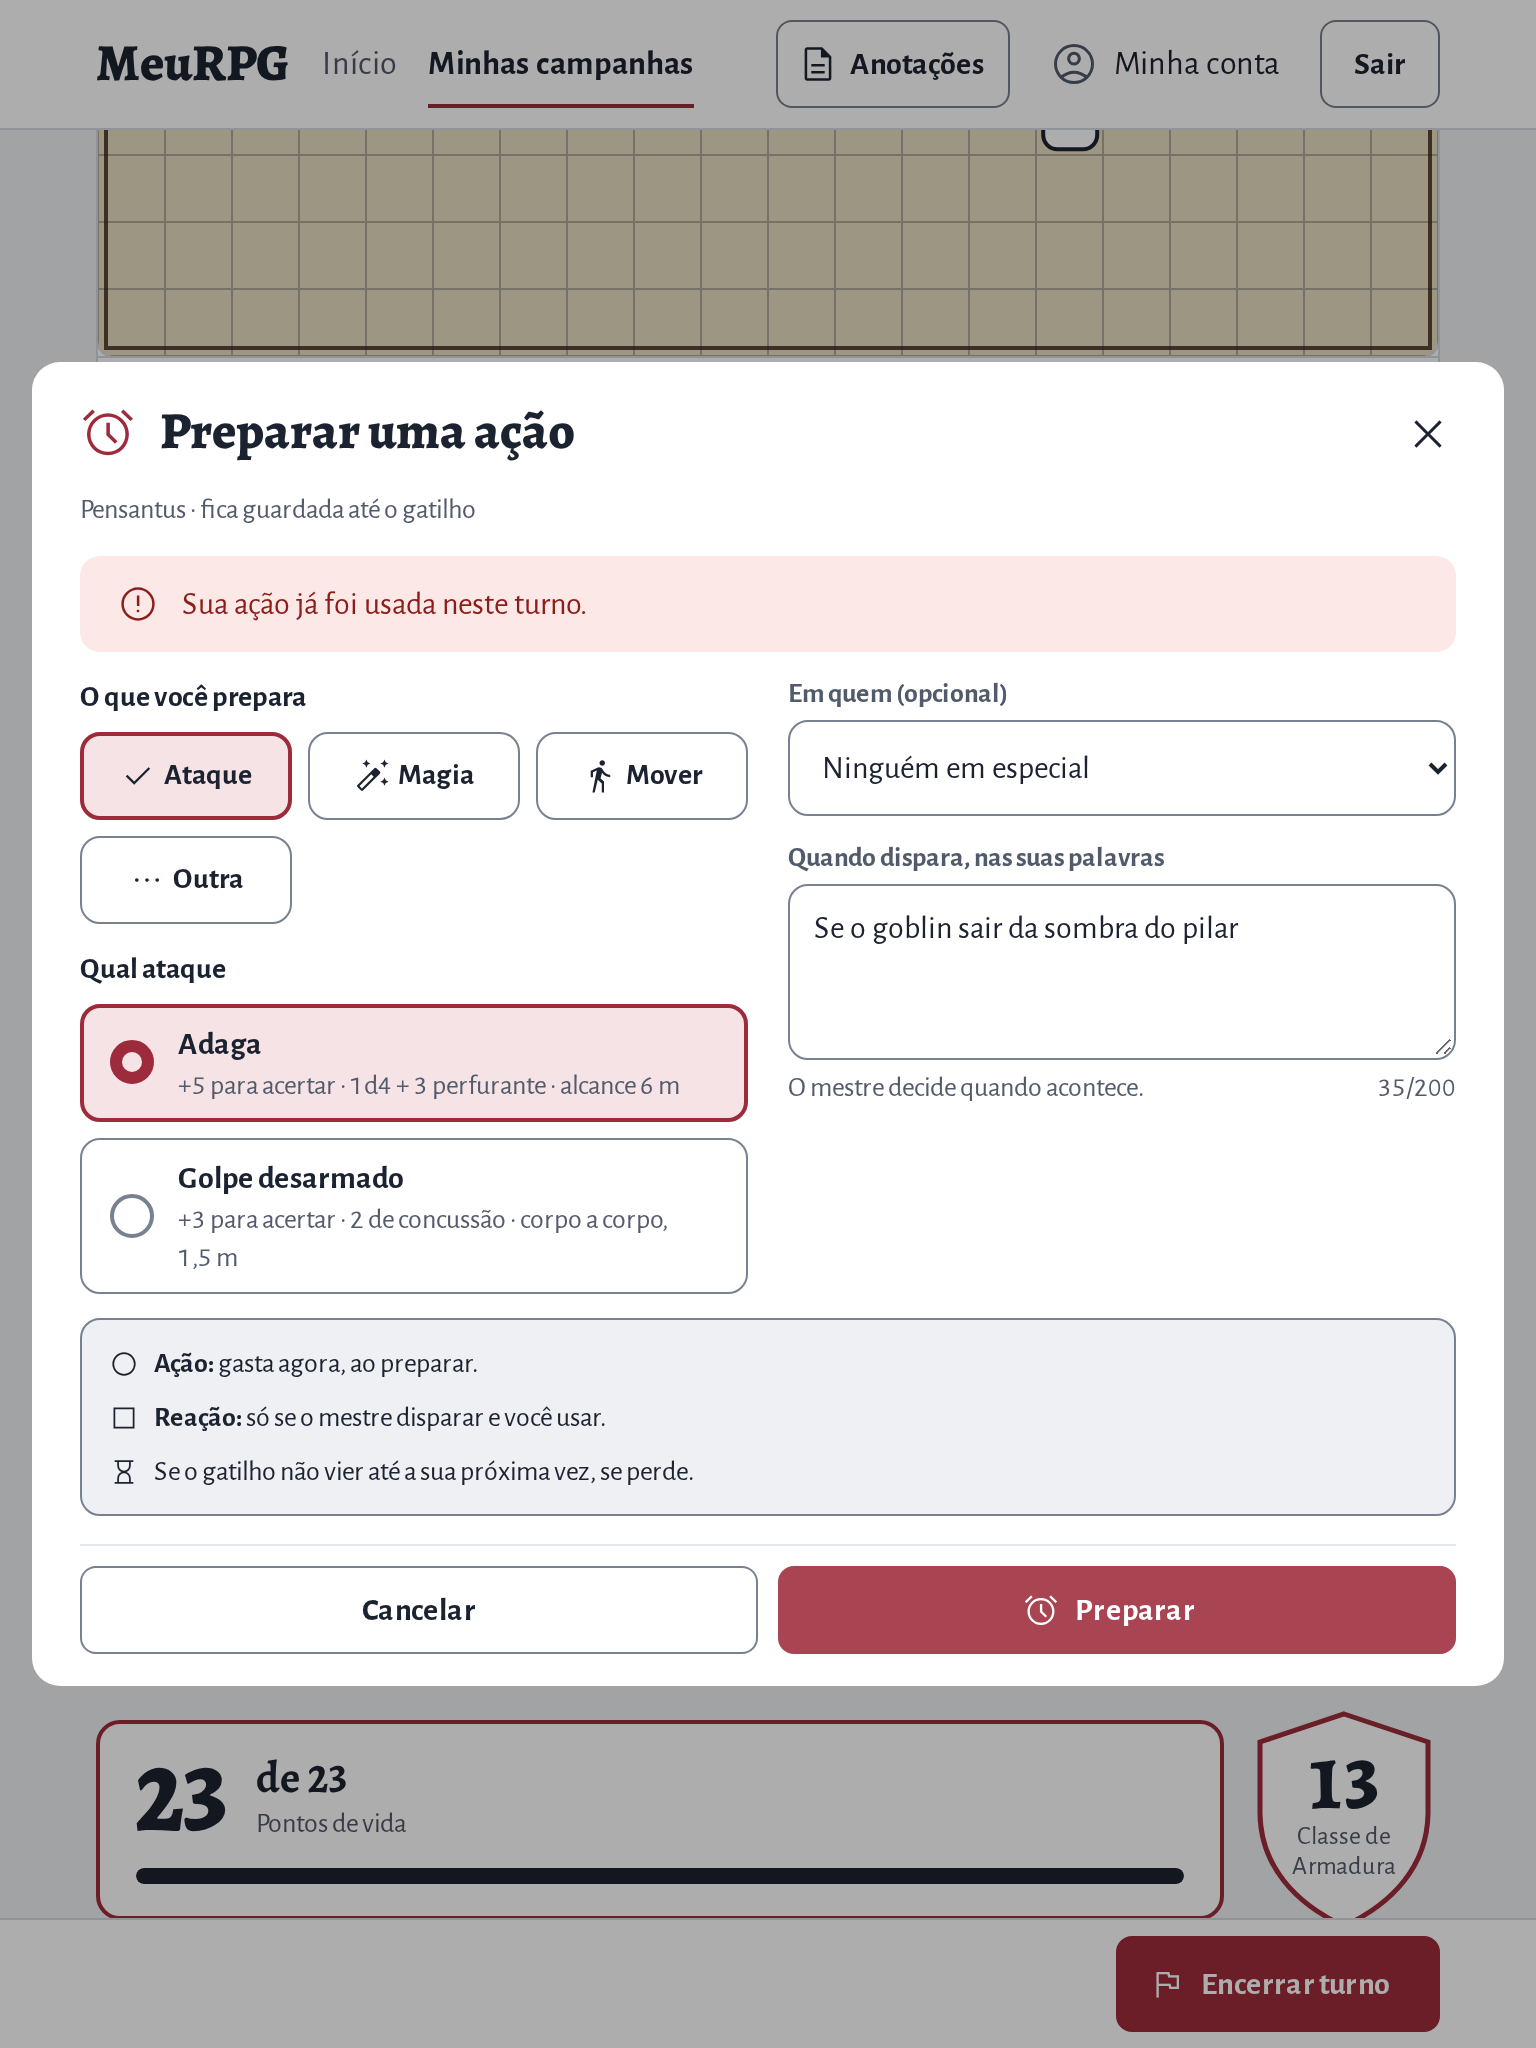 MeuRPG
Início
Minhas campanhas
Anotações
Minha conta
Sair
Preparar uma ação
Pensantus · fica guardada até o gatilho
Sua ação já foi usada neste turno.
O que você prepara
Ataque
Magia
Mover
Outra
Qual ataque
Adaga
+5 para acertar · 1d4 + 3 perfurante · alcance 6 m
Golpe desarmado
+3 para acertar · 2 de concussão · corpo a corpo,
1,5 m
Em quem (opcional)
Ninguém em especial
Quando dispara, nas suas palavras
Se o goblin sair da sombra do pilar
O mestre decide quando acontece.
35/200
Ação: gasta agora, ao preparar.
Reação: só se o mestre disparar e você usar.
Se o gatilho não vier até a sua próxima vez, se perde.
Cancelar
Preparar
23
de 23
Pontos de vida
13
Classe de
Armadura
Encerrar turno